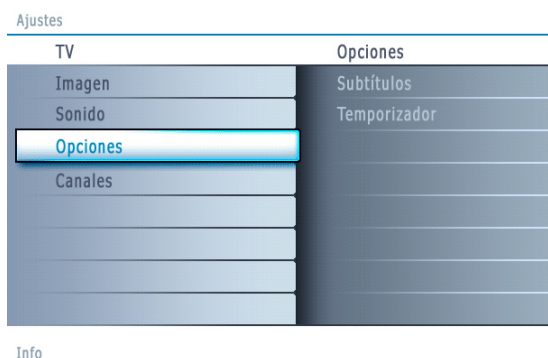 Ajustes
TV
Opciones
Imagen
Subtítulos
Sonido
Temporizador
Opciones
Canales
Info